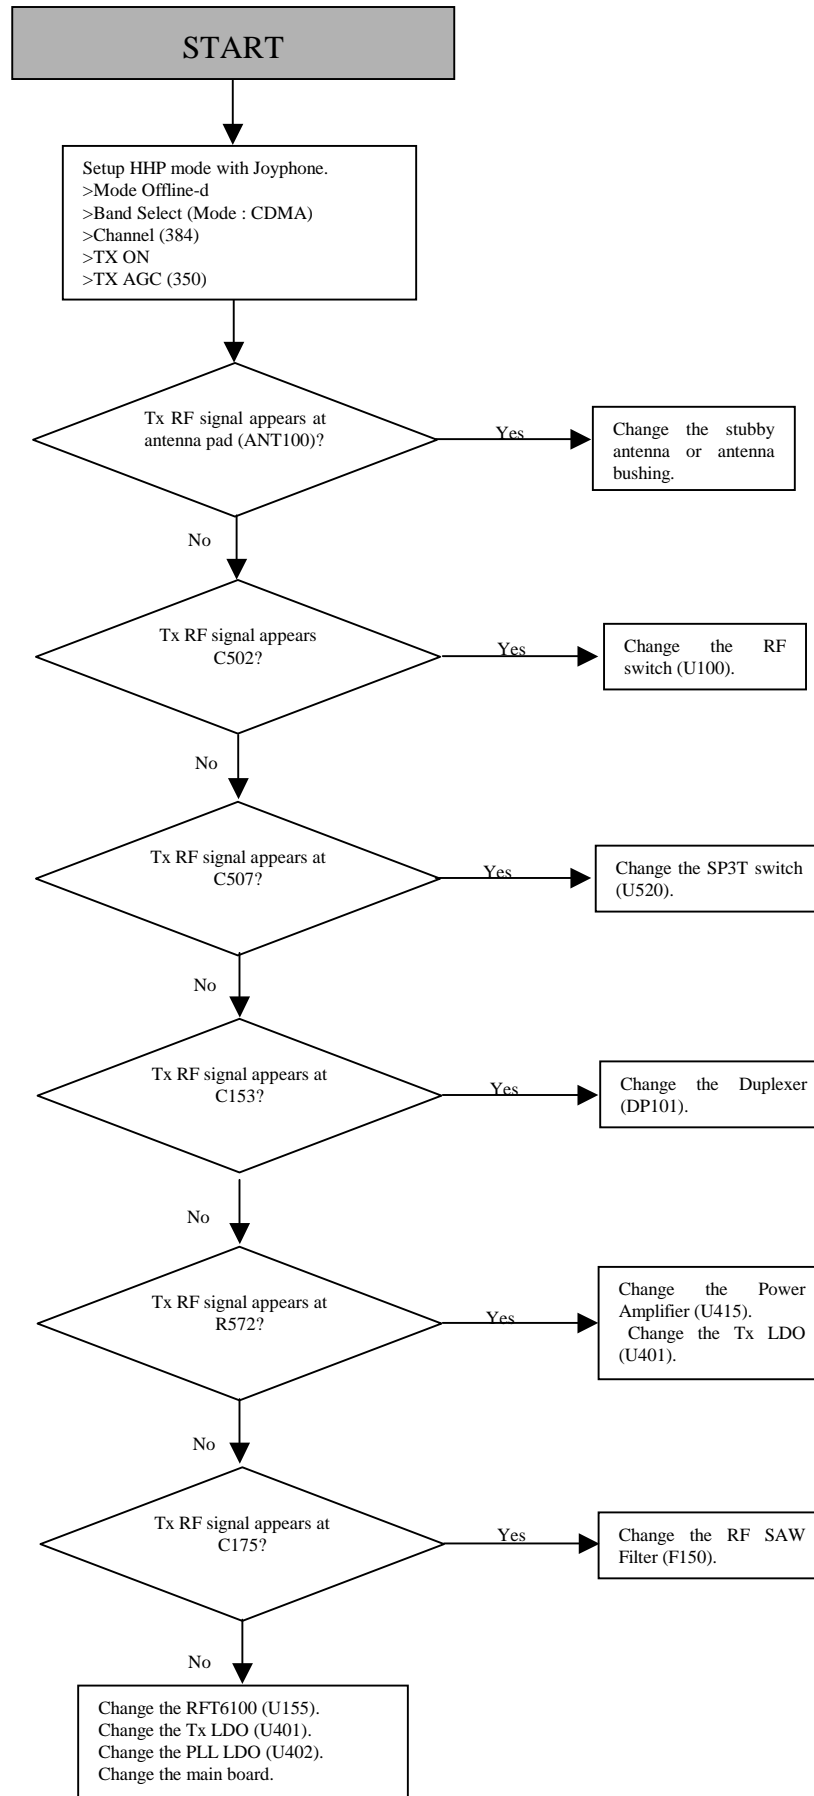 START
Setup HHP mode with Joyphone.
>Mode Offline-d
>Band Select (Mode : CDMA)
>Channel (384)
>TX ON
>TX AGC (350)
Tx RF signal appears at
antenna pad (ANT100)?
Yes
Change the stubby
antenna or antenna
bushing.
No
Tx RF signal appears
C502?
Yes
Change the RF
switch (U100).
No
Tx RF signal appears at
C507?
Yes
Change the SP3T switch
(U520).
No
Tx RF signal appears at
C153?
Yes
Change the Duplexer
(DP101).
No
Tx RF signal appears at
R572?
Yes
Change the Power
Amplifier (U415).
Change the Tx LDO
(U401).
No
Tx RF signal appears at
C175?
Yes
Change the RF SAW
Filter (F150).
No
Change the RFT6100 (U155).
Change the Tx LDO (U401).
Change the PLL LDO (U402).
Change the main board.